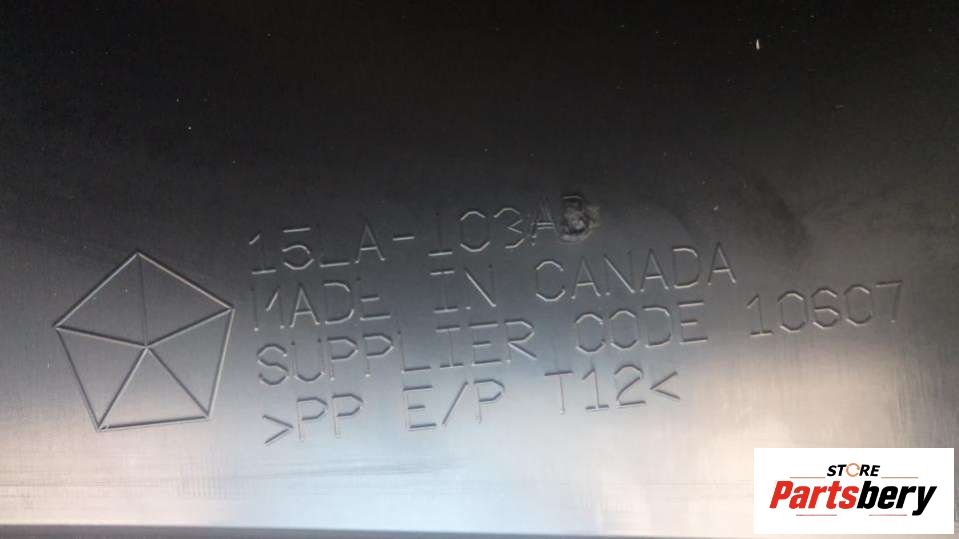 15LA-103AB
MADE IN CANADA
SUPPLIER CODE 10607
>PP E/P T12<
STORE
Partsbery